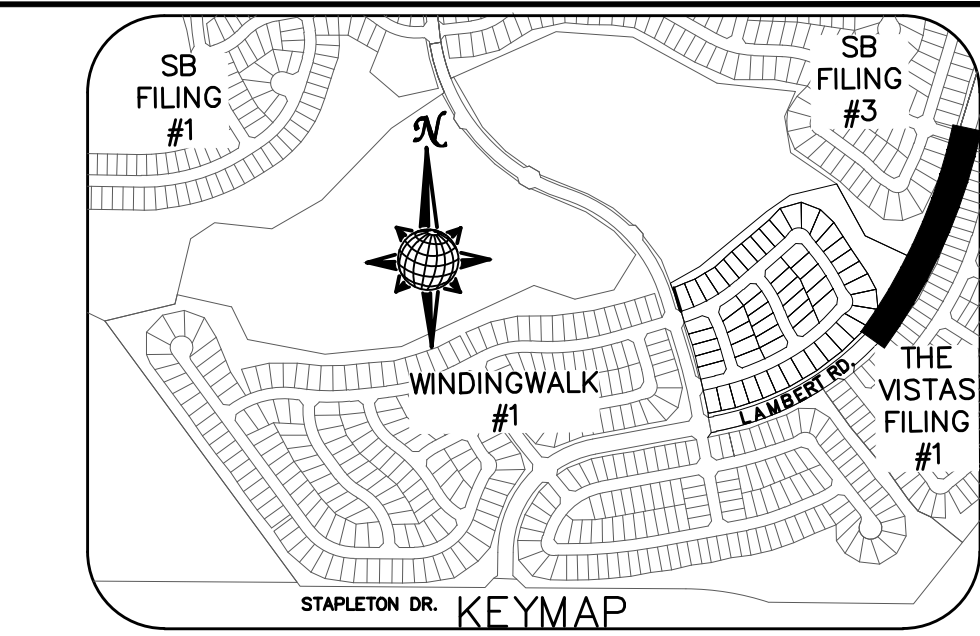 SB
FILING
#1
N
SB
FILING
#3
WINDINGWALK
#1
LAMBERT RD.
THE
VISTAS
FILING
#1
STAPLETON DR.
KEYMAP